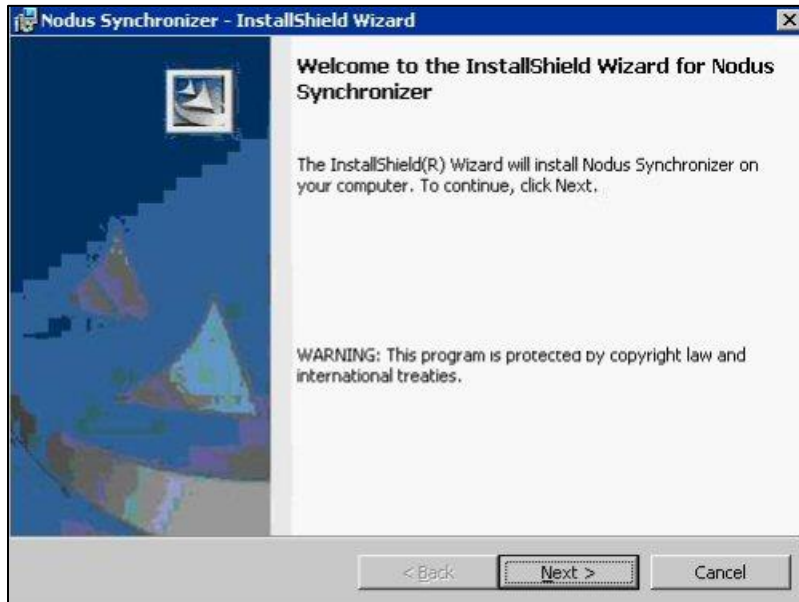 Nodus Synchronizer - InstallShield Wizard
Welcome to the InstallShield Wizard for Nodus
Synchronizer
The InstallShield(R) Wizard will install Nodus Synchronizer on
your computer. To continue, click Next.
WARNING: This program is protected by copyright law and
international treaties.
< Back
Next >
Cancel